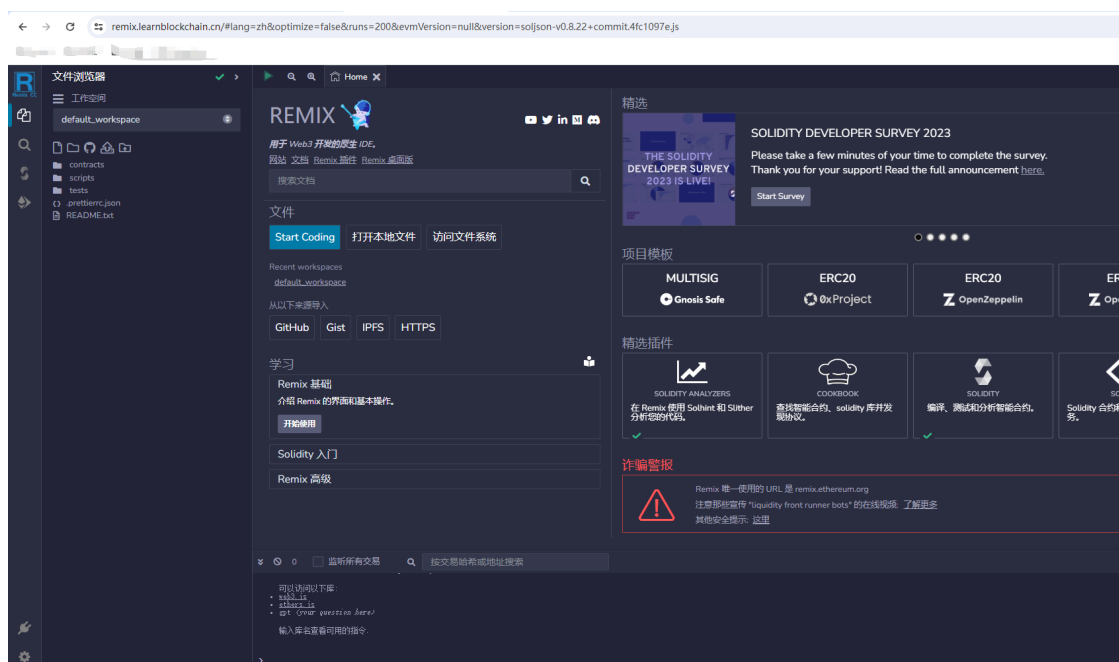 remix.learnblockchain.cn/#lang=zh&optimize=false&runs=200&evmVersion=null&version=soljson-v0.8.22+commit.4fc1097e.js
文件浏览器
工作空间
default_workspace
contracts
scripts
tests
.prettierrc.json
README.txt
Home
REMIX
用于 Web3 开发的原生 IDE。
网站 文档 Remix 插件 Remix 桌面版
搜索文档
文件
Start Coding 打开本地文件 访问文件系统
Recent workspaces
default_workspace
从以下来源导入
GitHub Gist IPFS HTTPS
学习
Remix 基础
介绍 Remix 的界面和基本操作。
开始使用
Solidity 入门
Remix 高级
精选
THE SOLIDITY
DEVELOPER SURVEY
2023 IS LIVE!
SOLIDITY DEVELOPER SURVEY 2023
Please take a few minutes of your time to complete the survey.
Thank you for your support! Read the full announcement here.
Start Survey
项目模板
MULTISIG
Gnosis Safe
ERC20
0xProject
ERC20
OpenZeppelin
ER
Ope
精选插件
SOLIDITY ANALYZERS
在 Remix 使用 Solhint 和 Slither
分析您的代码。
COOKBOOK
查找智能合约、solidity 库并发
现协议。
SOLIDITY
编译、测试和分析智能合约。
Solidity 合约和
务。
诈骗警报
Remix 唯一使用的 URL 是 remix.ethereum.org
注意那些宣传 "liquidity front runner bots" 的在线视频: 了解更多
其他安全提示: 这里
0 监听所有交易 按交易哈希或地址搜索
可以访问以下库:
web3.js
ethers.js
gpt <your question here>
输入库名查看可用的指令.